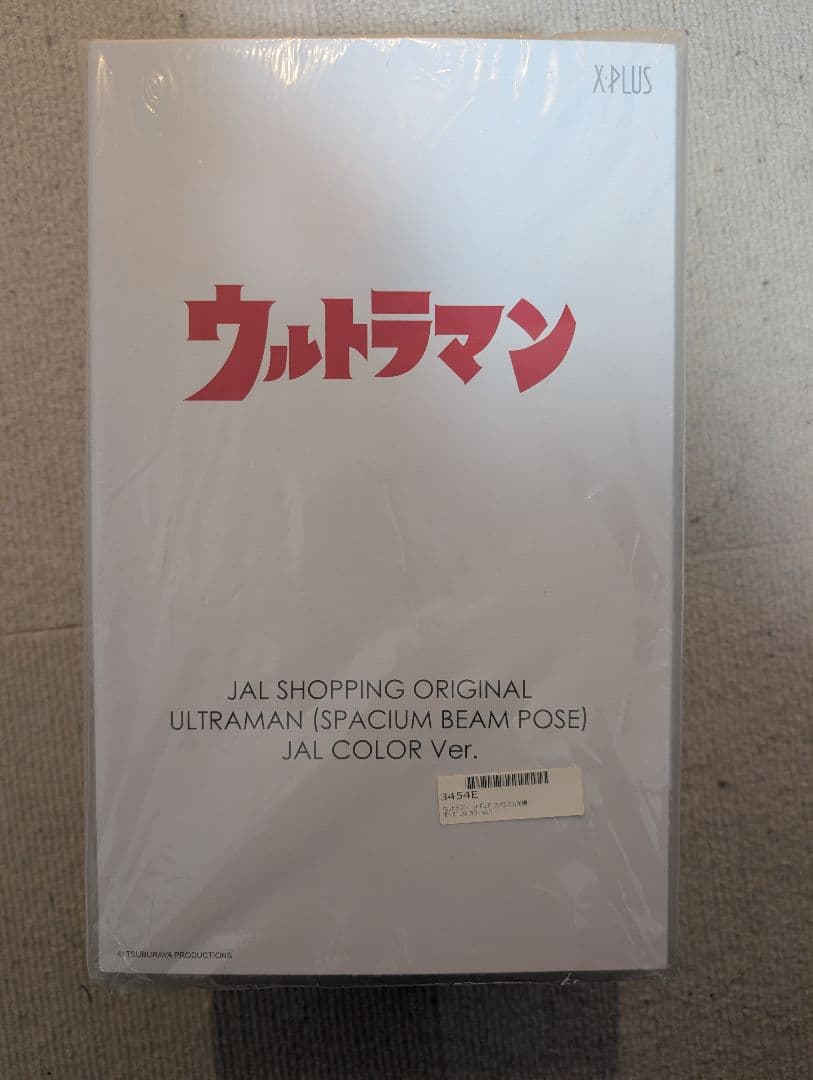 X·PLUS
ウルトラマン
JAL SHOPPING ORIGINAL
ULTRAMAN (SPACIUM BEAM POSE)
JAL COLOR Ver.
3454E
© TSUBURAYA PRODUCTIONS